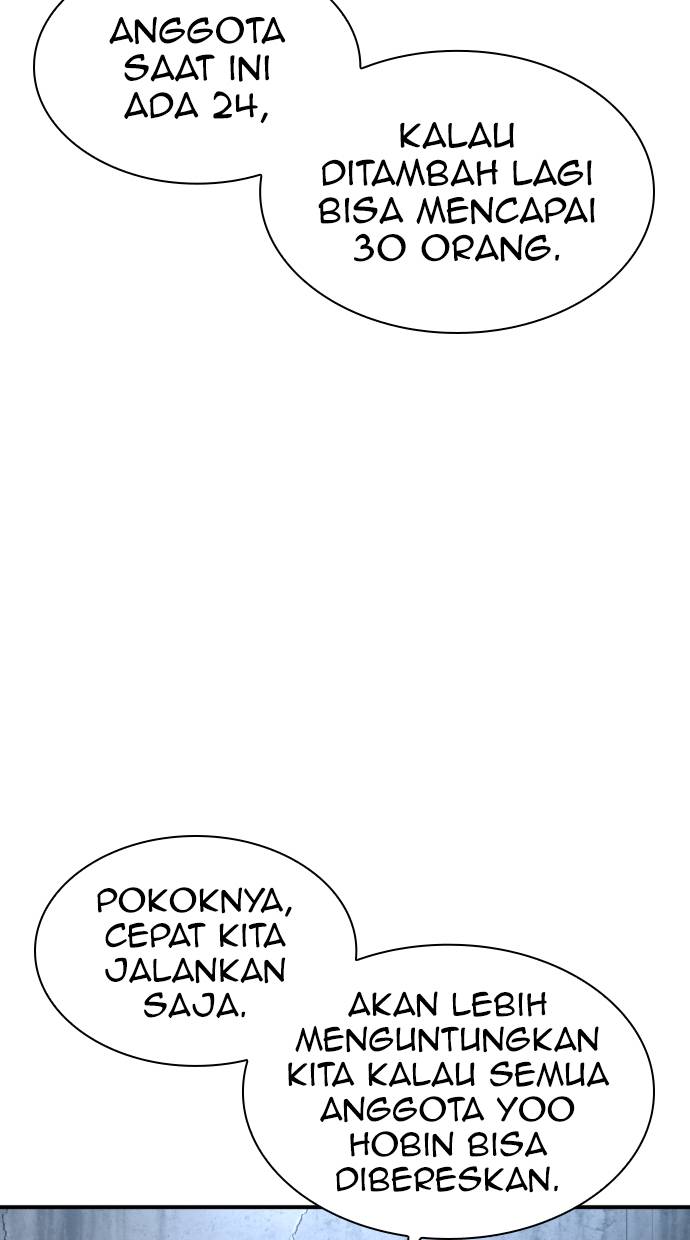 ANGGOTA
SAAT INI
ADA 24,
KALAU
DITAMBAH LAGI
BISA MENCAPAI
30 ORANG.
POKOKNYA,
CEPAT KITA
JALANKAN
SAJA.
AKAN LEBIH
MENGUNTUNGKAN
KITA KALAU SEMUA
ANGGOTA YOO
HOBIN BISA
DIBERESKAN.